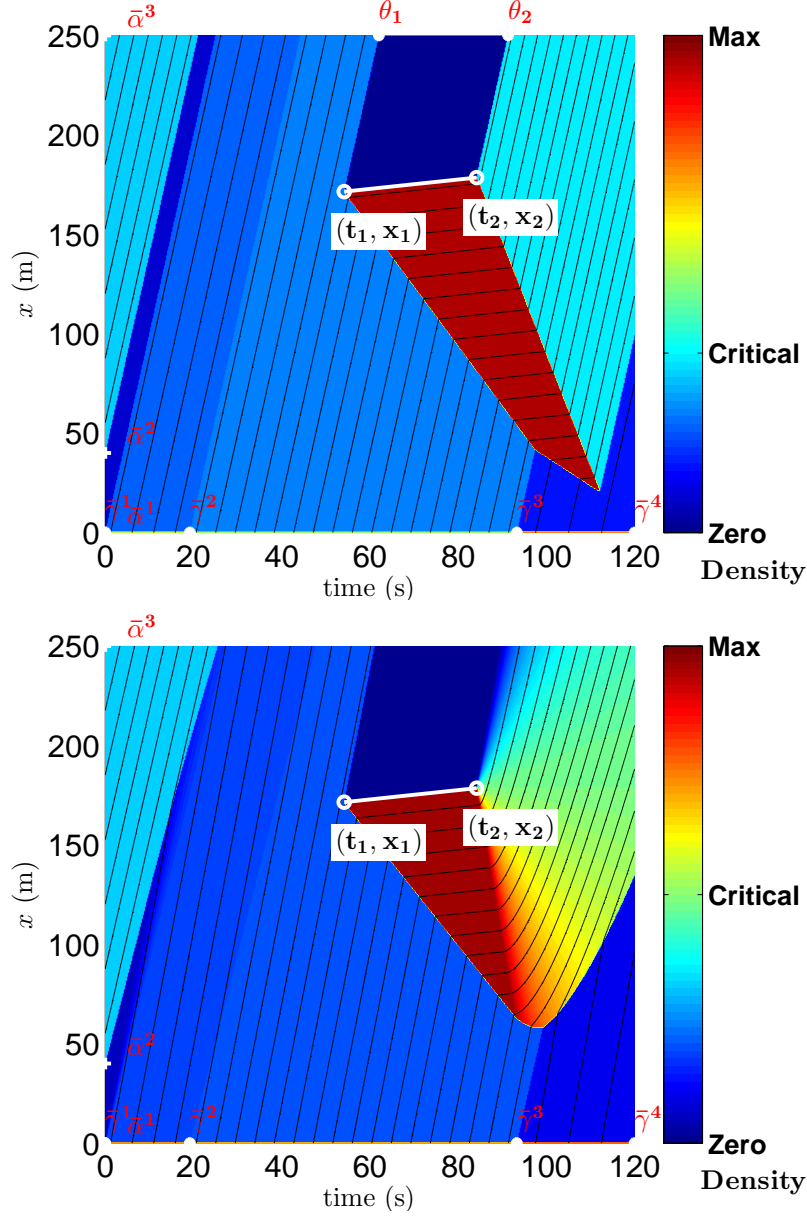 ᾱ³ θ₁ θ₂
250 Max
200
(t₁, x₁) (t₂, x₂)
150
x (m)
100 Critical
50
ᾱ²
γ̄¹ ᾱ¹ γ̄² γ̄³ γ̄⁴
0 Zero
0 20 40 60 80 100 120
time (s) Density
ᾱ³
250 Max
200
(t₁, x₁) (t₂, x₂)
150
x (m)
100 Critical
50
ᾱ²
γ̄¹ ᾱ¹ γ̄² γ̄³ γ̄⁴
0 Zero
0 20 40 60 80 100 120
time (s) Density